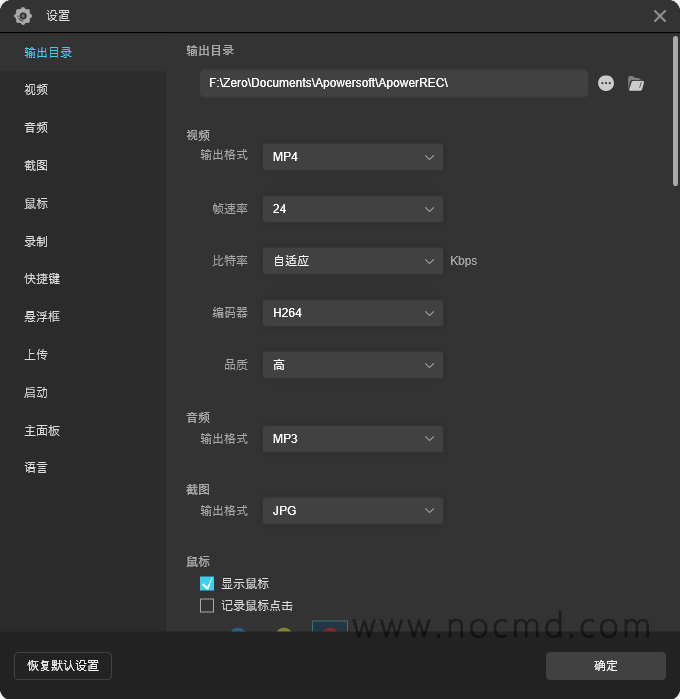 设置
输出目录
视频
音频
截图
鼠标
录制
快捷键
悬浮框
上传
启动
主面板
语言
输出目录
F:\Zero\Documents\Apowersoft\ApowerREC\
视频
输出格式 MP4
帧速率 24
比特率 自适应 Kbps
编码器 H264
品质 高
音频
输出格式 MP3
截图
输出格式 JPG
鼠标
显示鼠标
记录鼠标点击
www.nocmd.com
恢复默认设置 确定